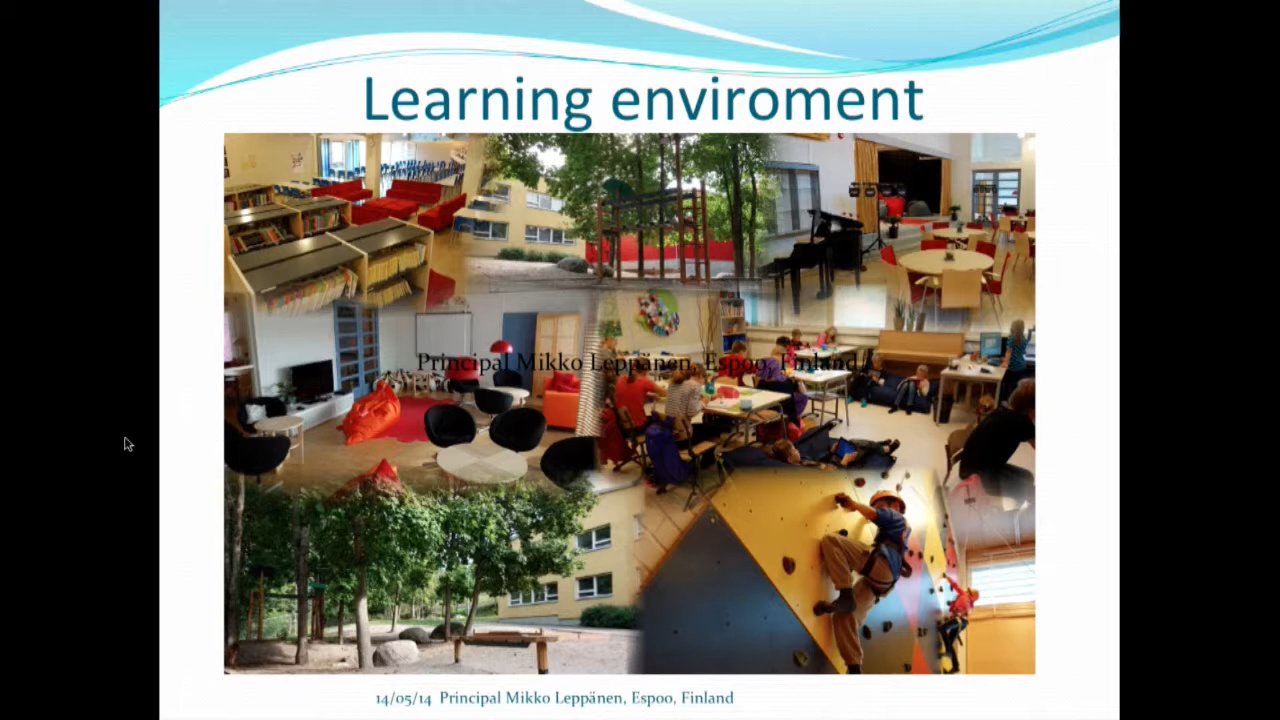 Learning enviroment
Principal Mikko Leppänen, Espoo, Finland
14/05/14 Principal Mikko Leppänen, Espoo, Finland